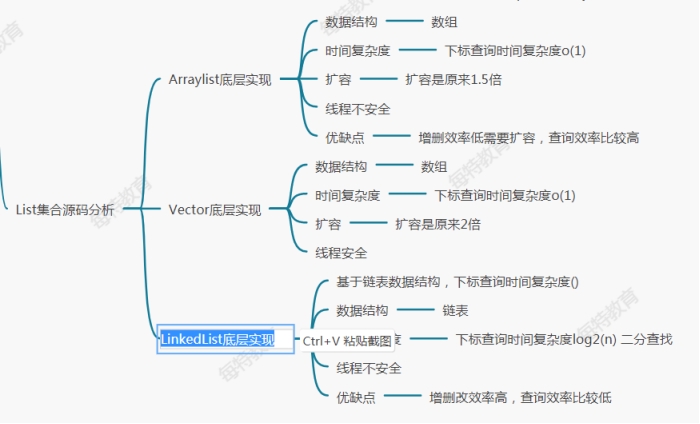 数据结构 数组
时间复杂度 下标查询时间复杂度o(1)
Arraylist底层实现
扩容 扩容是原来1.5倍
线程不安全
优缺点 增删效率低需要扩容，查询效率比较高
数据结构 数组
时间复杂度 下标查询时间复杂度o(1)
List集合源码分析
Vector底层实现
扩容 扩容是原来2倍
线程安全
基于链表数据结构，下标查询时间复杂度()
数据结构 链表
LinkedList底层实现
Ctrl+V 粘贴截图
度 下标查询时间复杂度log2(n) 二分查找
线程不安全
优缺点 增删改效率高，查询效率比较低
每特教育
每特教育
每特教育
每特教育
每特教育